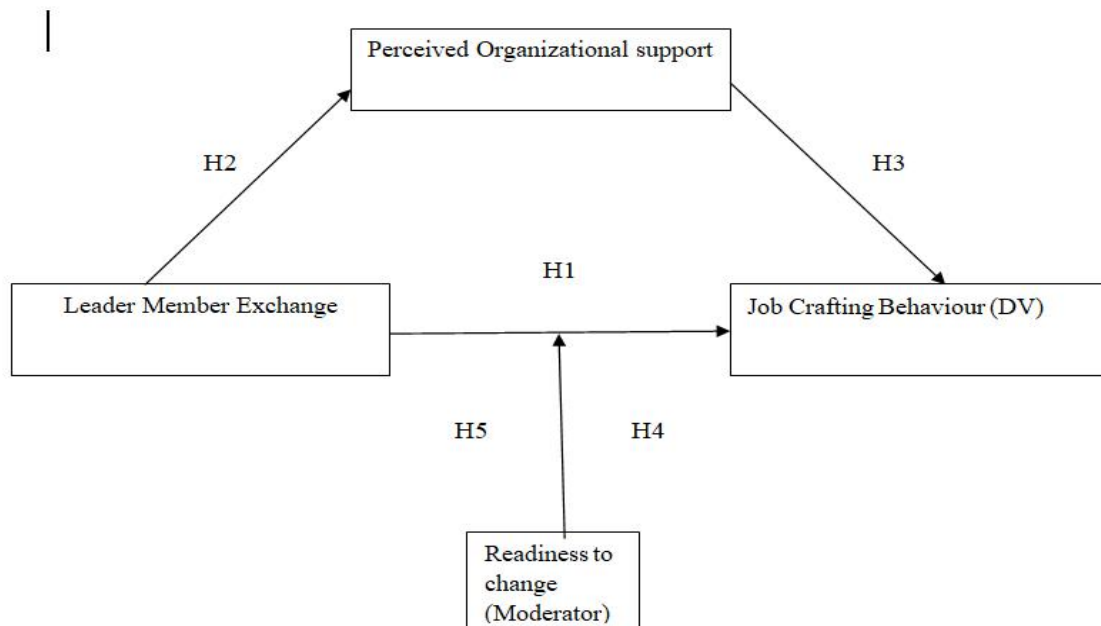 Perceived Organizational support
H2
H3
H1
Leader Member Exchange
Job Crafting Behaviour (DV)
H5
H4
Readiness to
change
(Moderator)